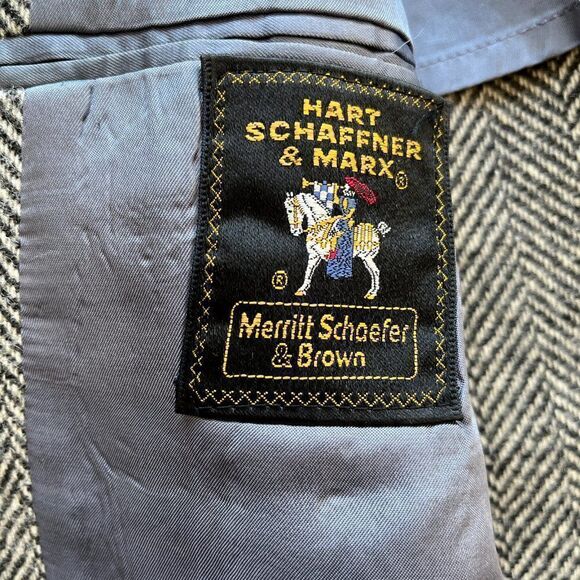 HART
SCHAFFNER
& MARX®
®
Merritt Schaefer
& Brown